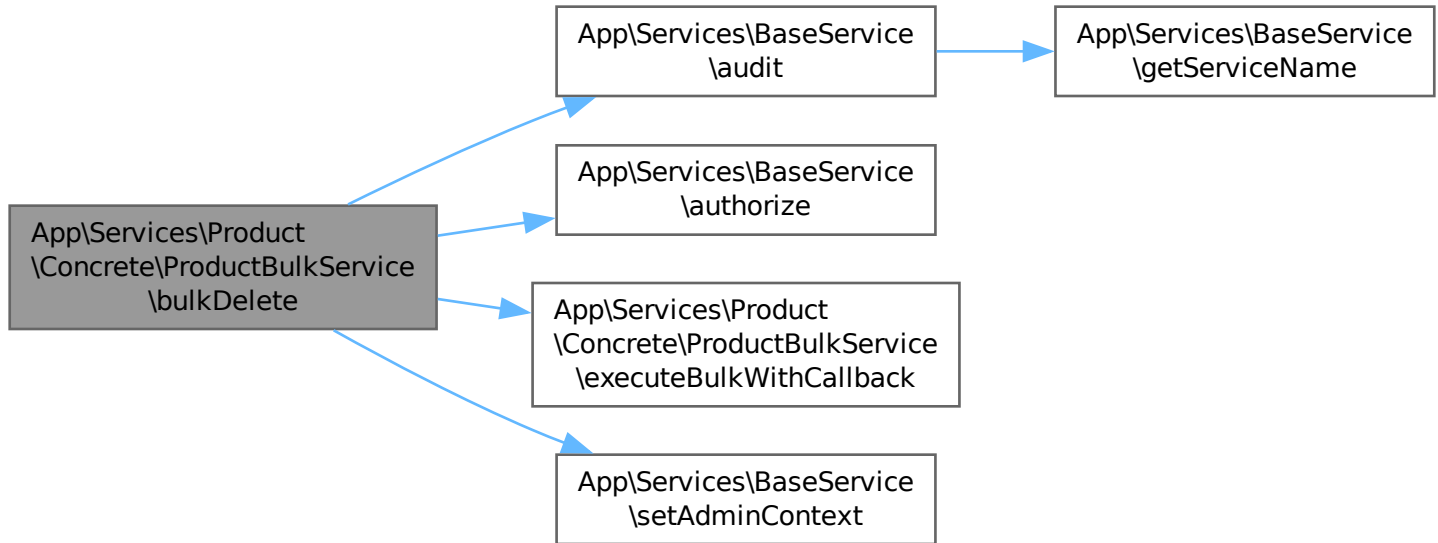 App\Services\Product
\Concrete\ProductBulkService
\bulkDelete
App\Services\BaseService
\audit
App\Services\BaseService
\getServiceName
App\Services\BaseService
\authorize
App\Services\Product
\Concrete\ProductBulkService
\executeBulkWithCallback
App\Services\BaseService
\setAdminContext